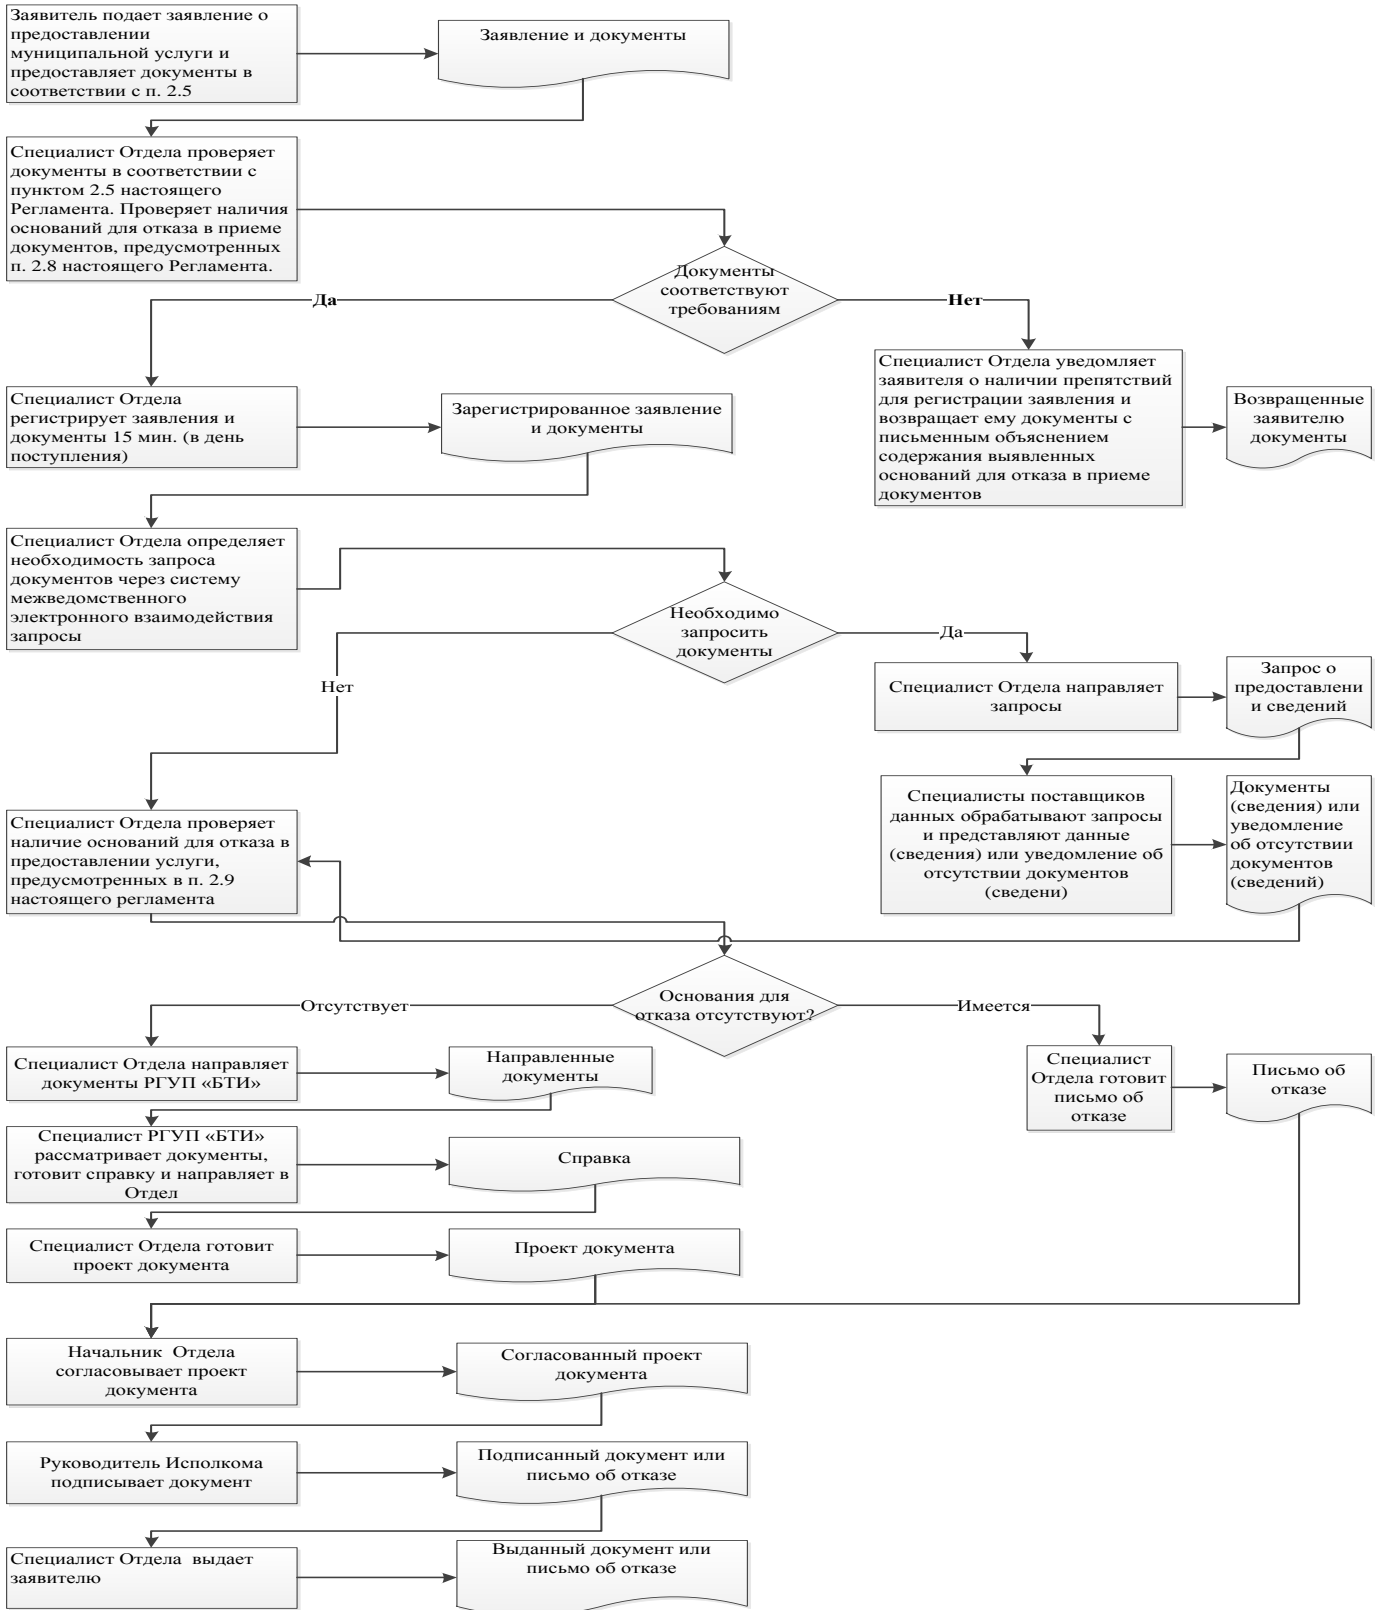 Заявитель подает заявление о
предоставлении
муниципальной услуги и
предоставляет документы в
соответствии с п. 2.5
Заявление и документы
Специалист Отдела проверяет
документы в соответствии с
пунктом 2.5 настоящего
Регламента. Проверяет наличия
оснований для отказа в приеме
документов, предусмотренных
п. 2.8 настоящего Регламента.
Документы
соответствуют
требованиям
Да
Нет
Специалист Отдела
регистрирует заявления и
документы 15 мин. (в день
поступления)
Зарегистрированное заявление
и документы
Специалист Отдела уведомляет
заявителя о наличии препятствий
для регистрации заявления и
возвращает ему документы с
письменным объяснением
содержания выявленных
оснований для отказа в приеме
документов
Возвращенные
заявителю
документы
Специалист Отдела определяет
необходимость запроса
документов через систему
межведомственного
электронного взаимодействия
запросы
Необходимо
запросить
документы
Да
Нет
Специалист Отдела направляет
запросы
Запрос о
предоставлени
и сведений
Специалисты поставщиков
данных обрабатывают запросы
и представляют данные
(сведения) или уведомление об
отсутствии документов
(сведени)
Документы
(сведения) или
уведомление
об отсутствии
документов
(сведений)
Специалист Отдела проверяет
наличие оснований для отказа в
предоставлении услуги,
предусмотренных в п. 2.9
настоящего регламента
Основания для
отказа отсутствуют?
Отсутствует
Имеется
Специалист Отдела направляет
документы РГУП «БТИ»
Направленные
документы
Специалист
Отдела готовит
письмо об
отказе
Письмо об
отказе
Специалист РГУП «БТИ»
рассматривает документы,
готовит справку и направляет в
Отдел
Справка
Специалист Отдела готовит
проект документа
Проект документа
Начальник  Отдела
согласовывает проект
документа
Согласованный проект
документа
Руководитель Исполкома
подписывает документ
Подписанный документ или
письмо об отказе
Специалист Отдела  выдает
заявителю
Выданный документ или
письмо об отказе